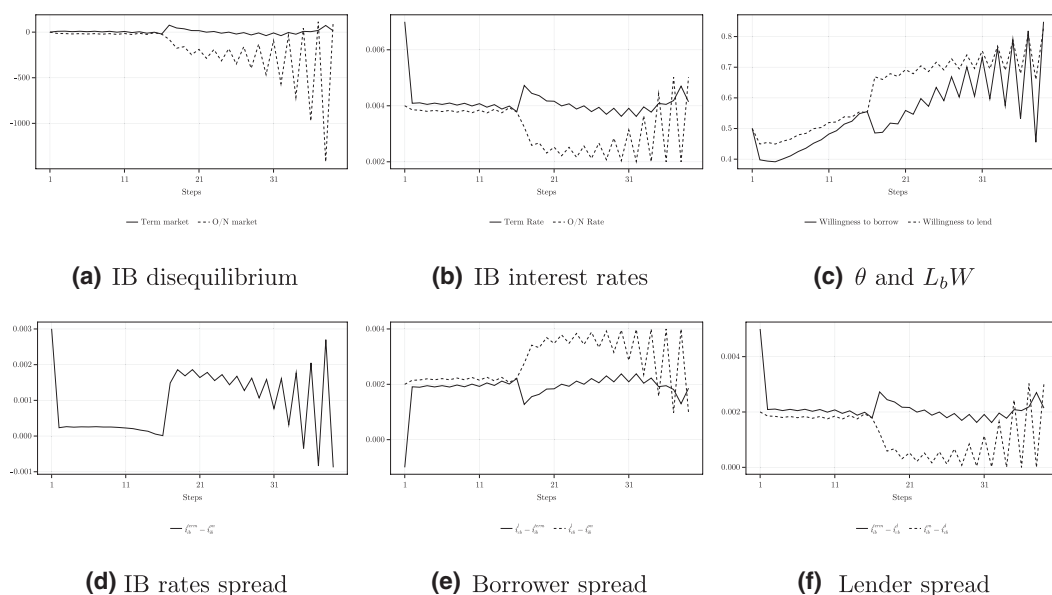 0
-500
-1000
1 11 21 31
Steps
Term market O/N market
(a) IB disequilibrium
0.006
0.004
0.002
1 11 21 31
Steps
Term Rate O/N Rate
(b) IB interest rates
0.8
0.7
0.6
0.5
0.4
1 11 21 31
Steps
Willingness to borrow Willingness to lend
(c) θ and L_bW
0.003
0.002
0.001
0.000
-0.001
1 11 21 31
Steps
(d) IB rates spread
0.004
0.002
0.000
1 11 21 31
Steps
(e) Borrower spread
0.004
0.002
0.000
1 11 21 31
Steps
(f) Lender spread